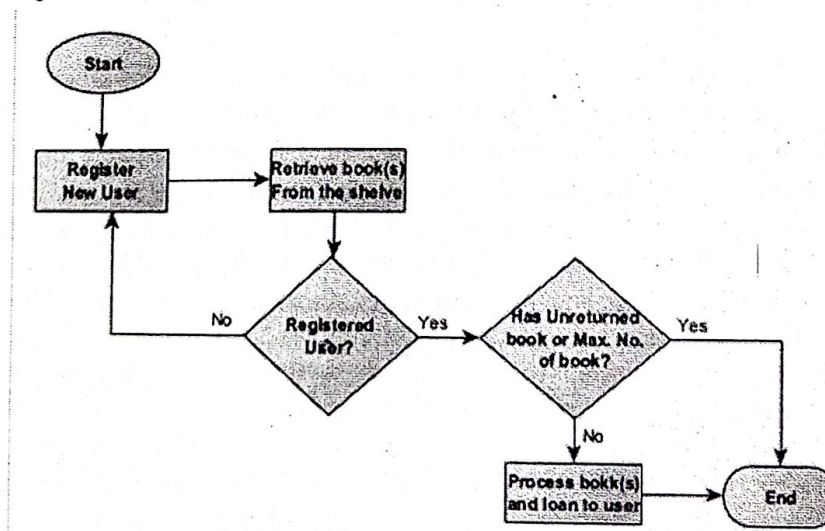 Start
Register
New User
Retrieve book(s)
From the shelve
Registered
User?
No
Yes
Has Unreturned
book or Max. No.
of book?
Yes
No
Process bokk(s)
and loan to user
End